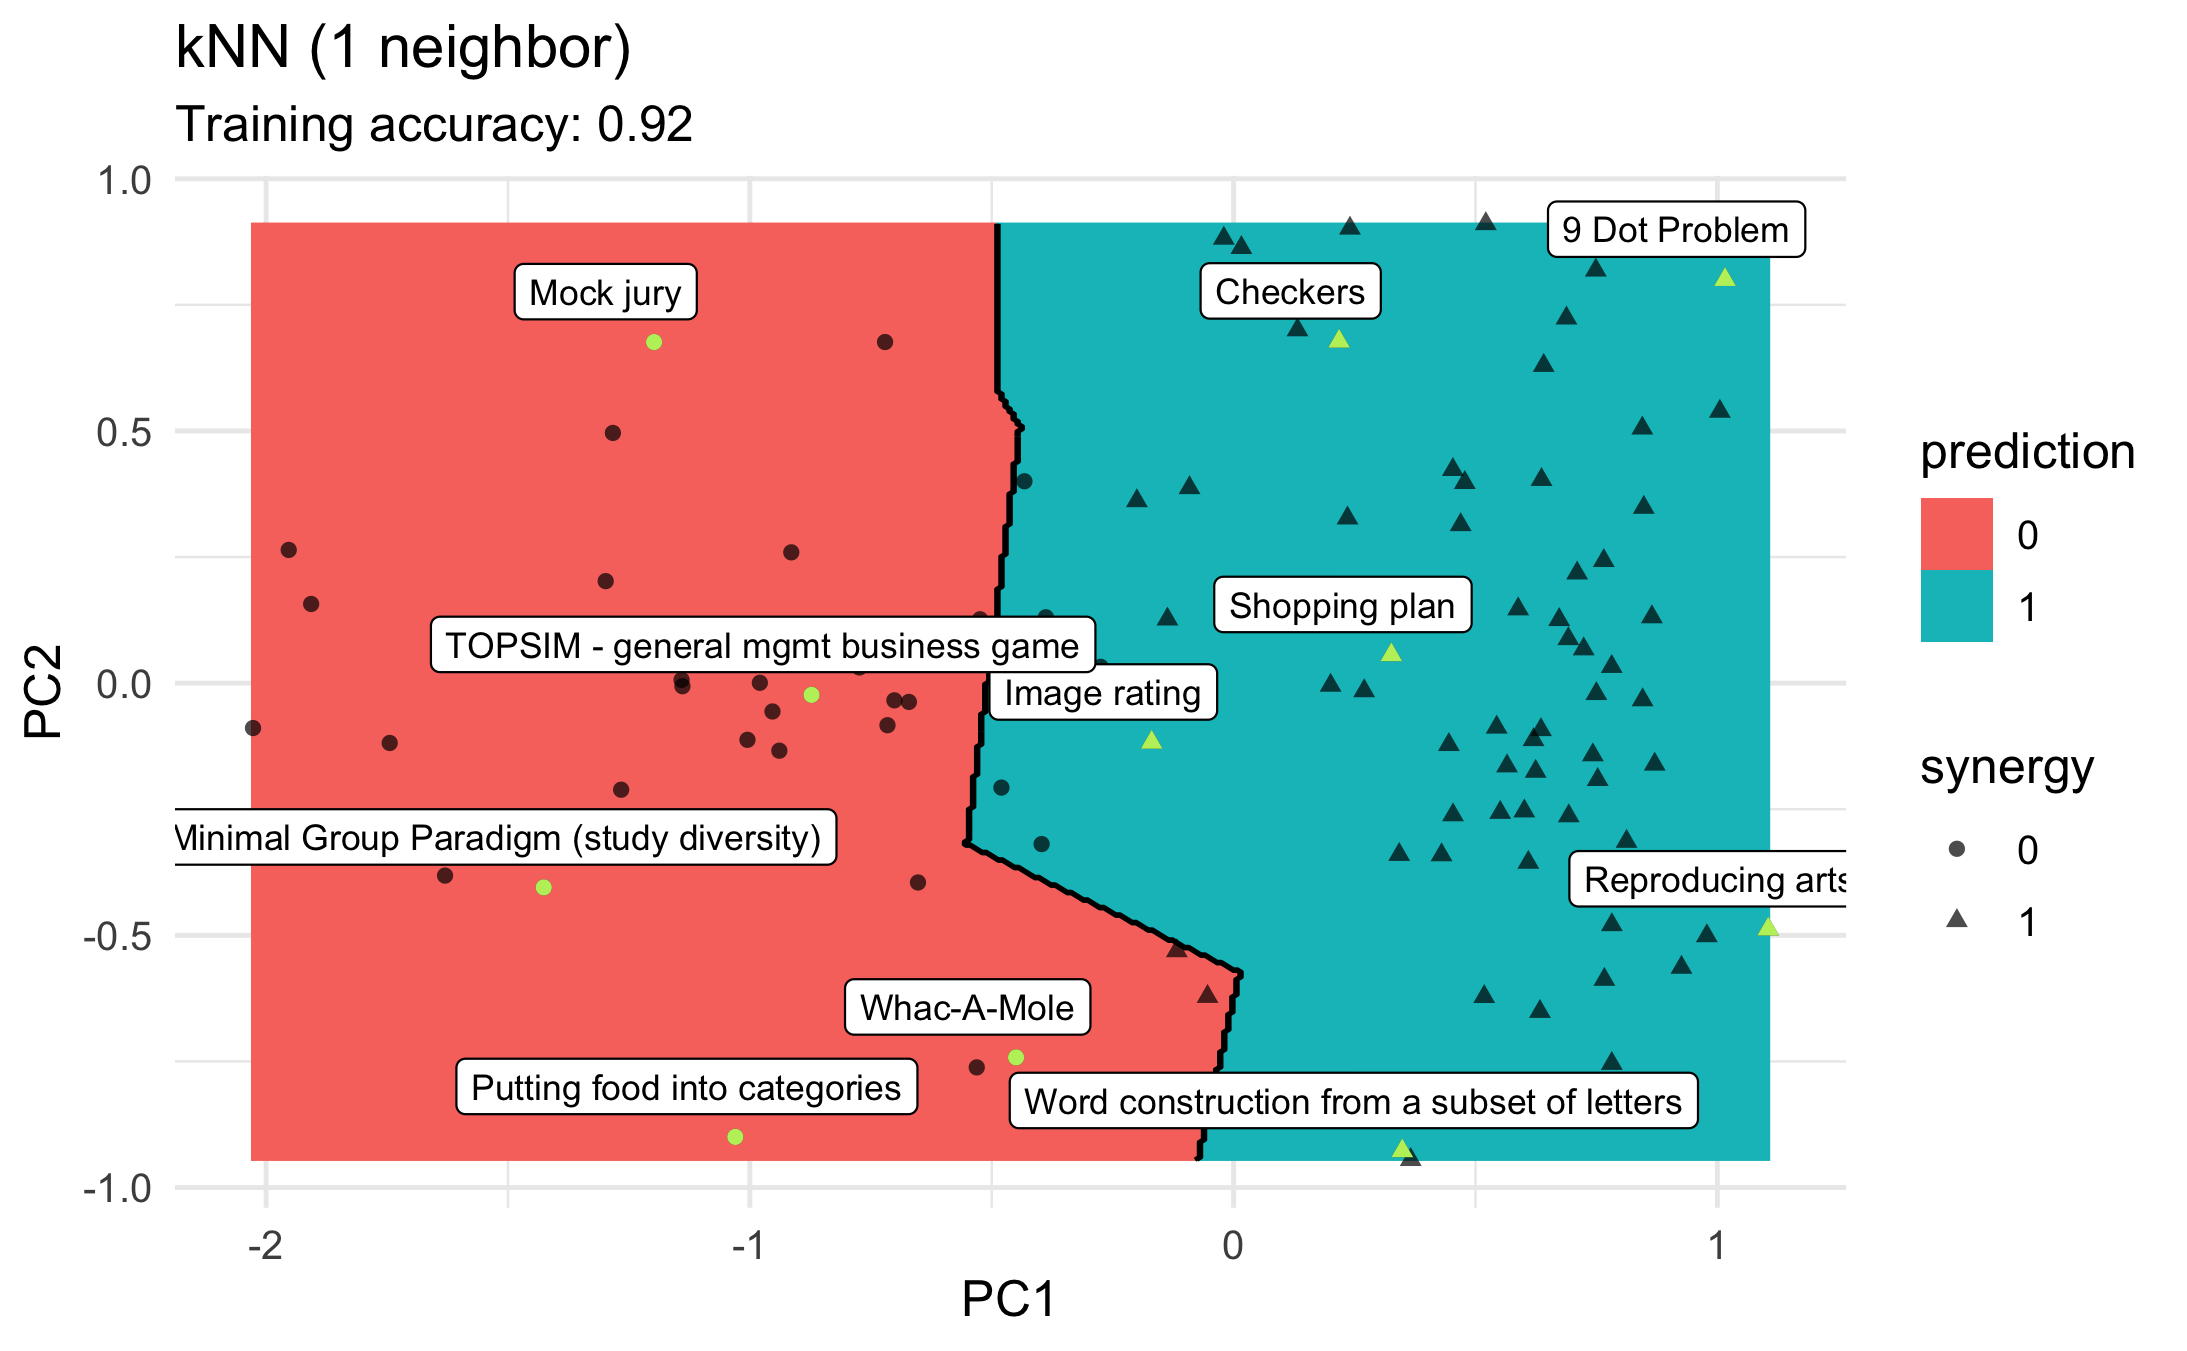 kNN (1 neighbor)
Training accuracy: 0.92
1.0
0.5
0.0
-0.5
-1.0
PC2
9 Dot Problem
Mock jury
Checkers
Shopping plan
TOPSIM - general mgmt business game
Image rating
Minimal Group Paradigm (study diversity)
Reproducing arts
Whac-A-Mole
Putting food into categories
Word construction from a subset of letters
-2
-1
0
1
PC1
prediction
0
1
synergy
0
1